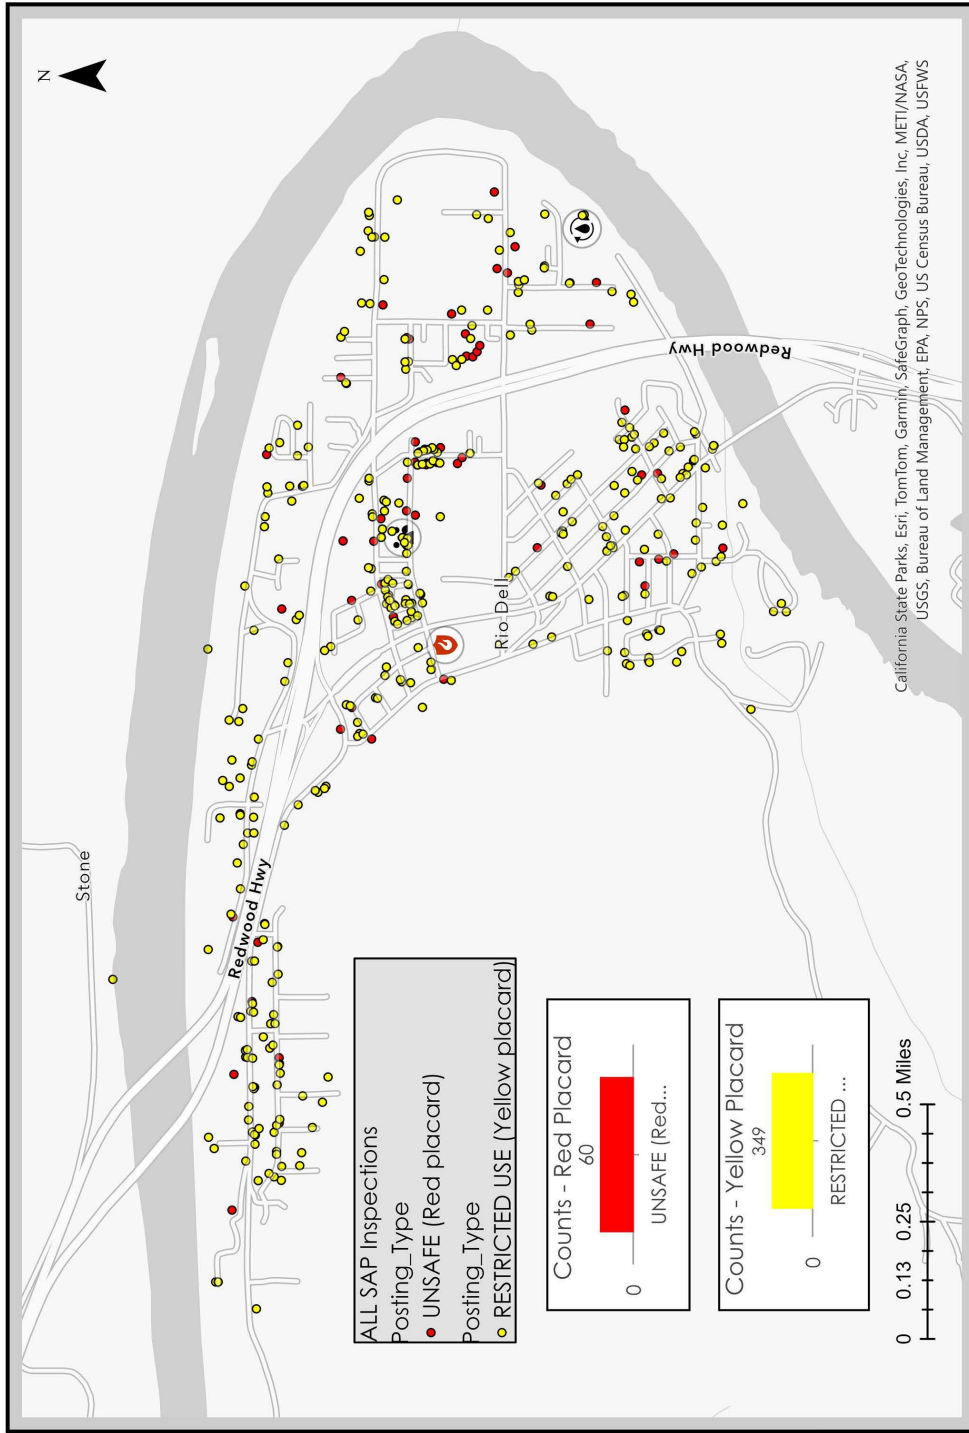 N
Stone
Redwood Hwy
Redwood Hwy
Rio Dell
ALL SAP Inspections
Posting_Type
UNSAFE (Red placard)
Posting_Type
RESTRICTED USE (Yellow placard)
Counts - Red Placard
60
0
UNSAFE (Red...
Counts - Yellow Placard
349
0
RESTRICTED ...
0 0.13 0.25 0.5 Miles
California State Parks, Esri, TomTom, Garmin, SafeGraph, GeoTechnologies, Inc, METI/NASA,
USGS, Bureau of Land Management, EPA, NPS, US Census Bureau, USDA, USFWS